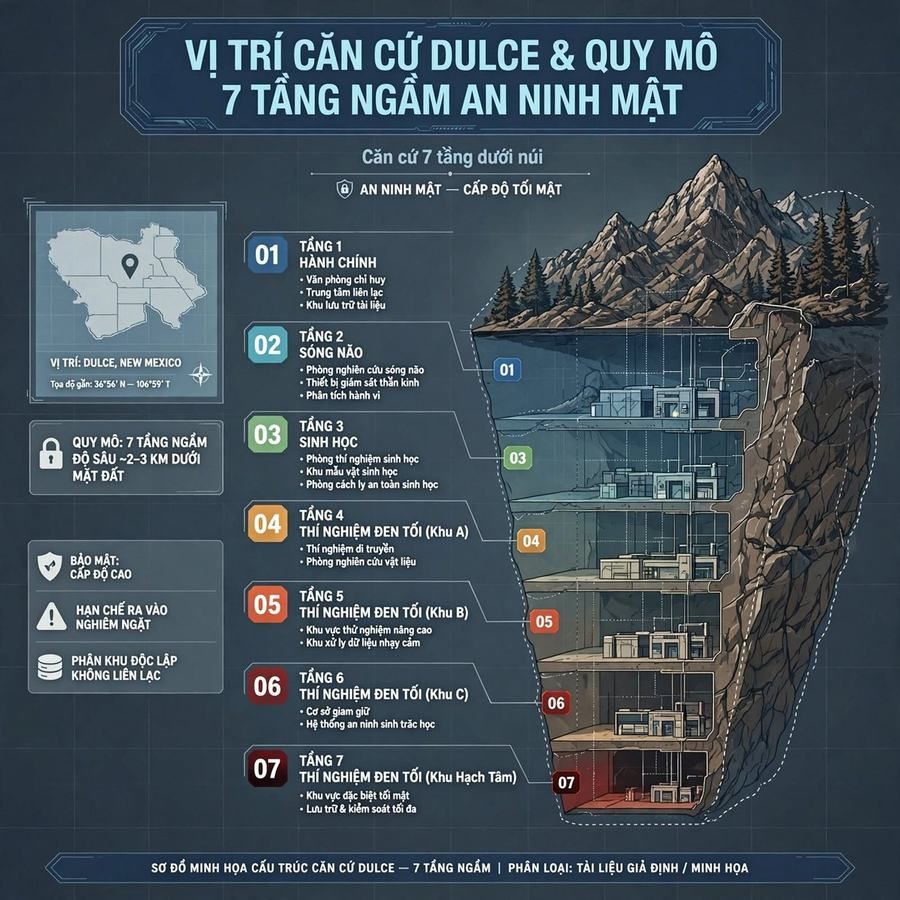 VỊ TRÍ CĂN CỨ DULCE & QUY MÔ
7 TẦNG NGẦM AN NINH MẬT
Căn cứ 7 tầng dưới núi
AN NINH MẬT — CẤP ĐỘ TỐI MẬT
VỊ TRÍ: DULCE, NEW MEXICO
Tọa độ gần: 36°56' N — 106°59' T
QUY MÔ: 7 TẦNG NGẦM
ĐỘ SÂU ~2–3 KM DƯỚI
MẶT ĐẤT
BẢO MẬT:
CẤP ĐỘ CAO
HẠN CHẾ RA VÀO
NGHIÊM NGẶT
PHÂN KHU ĐỘC LẬP
KHÔNG LIÊN LẠC
01
TẦNG 1
HÀNH CHÍNH
• Văn phòng chỉ huy
• Trung tâm liên lạc
• Khu lưu trữ tài liệu
02
TẦNG 2
SÓNG NÃO
• Phòng nghiên cứu sóng não
• Thiết bị giám sát thần kinh
• Phân tích hành vi
03
TẦNG 3
SINH HỌC
• Phòng thí nghiệm sinh học
• Khu mẫu vật sinh học
• Phòng cách ly an toàn sinh học
04
TẦNG 4
THÍ NGHIỆM ĐEN TỐI (Khu A)
• Thí nghiệm di truyền
• Phòng nghiên cứu vật liệu
05
TẦNG 5
THÍ NGHIỆM ĐEN TỐI (Khu B)
• Khu vực thử nghiệm nâng cao
• Khu xử lý dữ liệu nhạy cảm
06
TẦNG 6
THÍ NGHIỆM ĐEN TỐI (Khu C)
• Cơ sở giam giữ
• Hệ thống an ninh sinh trắc học
07
TẦNG 7
THÍ NGHIỆM ĐEN TỐI (Khu Hạch Tâm)
• Khu vực đặc biệt tối mật
• Lưu trữ & kiểm soát tối đa
01
03
04
05
06
07
SƠ ĐỒ MINH HỌA CẤU TRÚC CĂN CỨ DULCE — 7 TẦNG NGẦM | PHÂN LOẠI: TÀI LIỆU GIẢ ĐỊNH / MINH HỌA